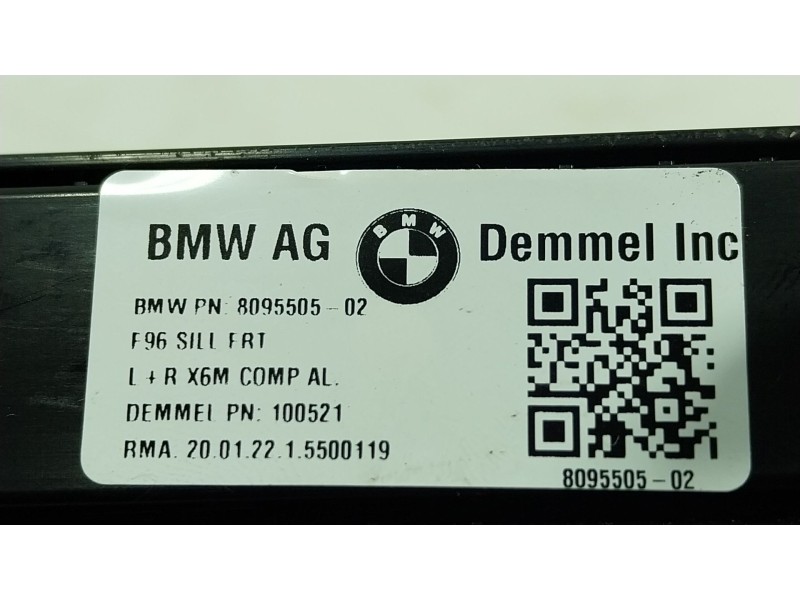 BMW AG BMW Demmel Inc
BMW PN: 8095505-02
F96 SILL FRT
L + R X6M COMP AL.
DEMMEL PN: 100521
RMA. 20.01.22.1.5500119
8095505-02